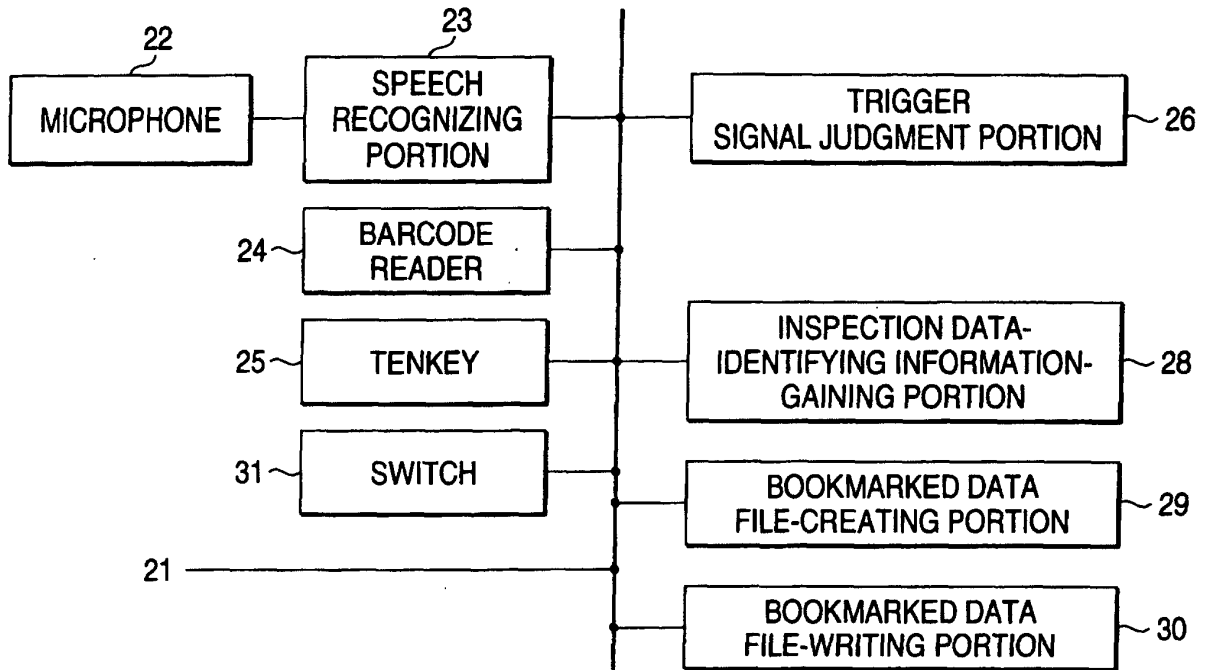 22
MICROPHONE
23
SPEECH
RECOGNIZING
PORTION
TRIGGER
SIGNAL JUDGMENT PORTION
26
24
BARCODE
READER
25
TENKEY
INSPECTION DATA-
IDENTIFYING INFORMATION-
GAINING PORTION
28
31
SWITCH
BOOKMARKED DATA
FILE-CREATING PORTION
29
21
BOOKMARKED DATA
FILE-WRITING PORTION
30